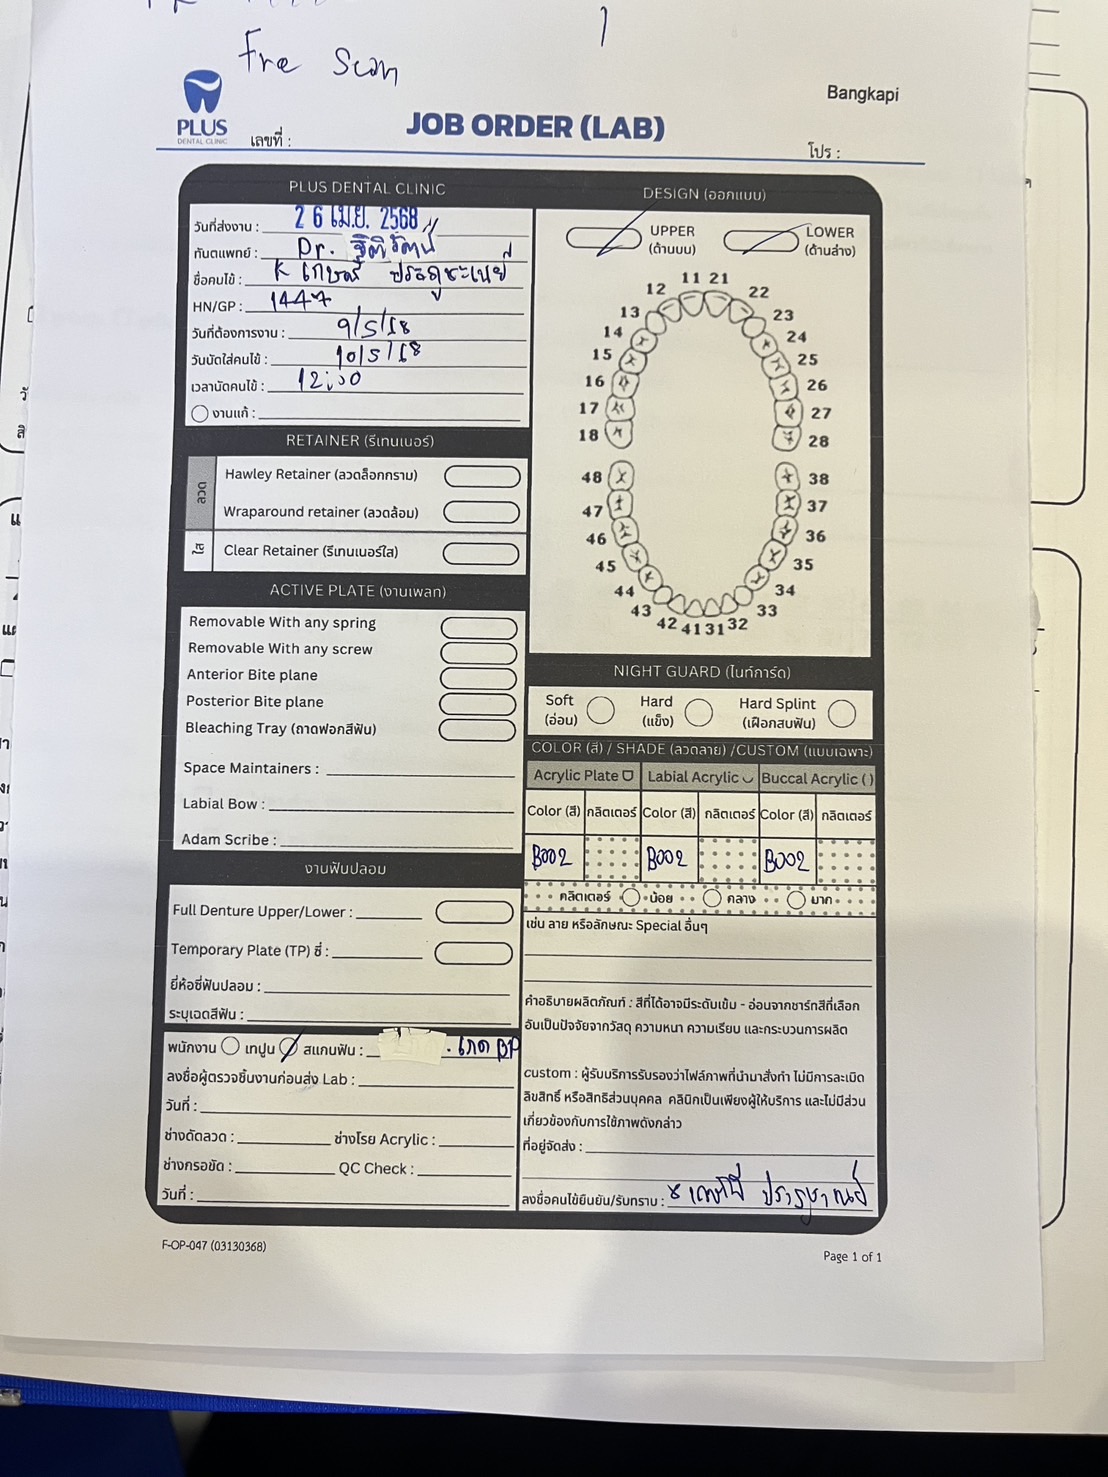 Fre Scan
Bangkapi
PLUS
DENTAL CLINIC
เลขที่ :
JOB ORDER (LAB)
โปร :
PLUS DENTAL CLINIC
วันที่ส่งงาน : 26 เม.ย. 2568
ทันตแพทย์ : Dr. ฐิติรัตน์
ชื่อคนไข้ : K
HN/GP : 1447
วันที่ต้องการงาน : 9/5/68
วันนัดใส่คนไข้ : 10/5/68
เวลานัดคนไข้ : 12:00
งานแก้ :
RETAINER (รีเทนเนอร์)
ลวด
Hawley Retainer (ลวดล็อกกราม)
Wraparound retainer (ลวดล้อม)
ใส
Clear Retainer (รีเทนเนอร์ใส)
ACTIVE PLATE (งานเพลท)
Removable With any spring
Removable With any screw
Anterior Bite plane
Posterior Bite plane
Bleaching Tray (ถาดฟอกสีฟัน)
Space Maintainers :
Labial Bow :
Adam Scribe :
งานฟันปลอม
Full Denture Upper/Lower :
Temporary Plate (TP) ซี่ :
ยี่ห้อซี่ฟันปลอม :
ระบุเฉดสีฟัน :
พนักงาน เทปูน สแกนฟัน : เกด BP
ลงชื่อผู้ตรวจชิ้นงานก่อนส่ง Lab :
วันที่ :
ช่างดัดลวด : ช่างโรย Acrylic :
ช่างกรอขัด : QC Check :
วันที่ :
DESIGN (ออกแบบ)
UPPER
(ด้านบน)
LOWER
(ด้านล่าง)
11 21
12 22
13 23
14 24
15 25
16 26
17 27
18 28
48 38
47 37
46 36
45 35
44 34
43 33
42 41 31 32
NIGHT GUARD (ไนท์การ์ด)
Soft
(อ่อน)
Hard
(แข็ง)
Hard Splint
(เฝือกสบฟัน)
COLOR (สี) / SHADE (ลวดลาย) /CUSTOM (แบบเฉพาะ)
Acrylic Plate Labial Acrylic Buccal Acrylic ( )
Color (สี) กลิตเตอร์ Color (สี) กลิตเตอร์ Color (สี) กลิตเตอร์
B002 B002 B002
กลิตเตอร์ น้อย กลาง มาก
เช่น ลาย หรือลักษณะ Special อื่นๆ
คำอธิบายผลิตภัณฑ์ : สีที่ได้อาจมีระดับเข้ม - อ่อนจากชาร์ทสีที่เลือก
อันเป็นปัจจัยจากวัสดุ ความหนา ความเรียบ และกระบวนการผลิต
custom : ผู้รับบริการรับรองว่าไฟล์ภาพที่นำมาสั่งทำ ไม่มีการละเมิด
ลิขสิทธิ์ หรือสิทธิส่วนบุคคล คลินิกเป็นเพียงผู้ให้บริการ และไม่มีส่วน
เกี่ยวข้องกับการใช้ภาพดังกล่าว
ที่อยู่จัดส่ง :
ลงชื่อคนไข้ยืนยัน/รับทราบ :
F-OP-047 (03130368)
Page 1 of 1